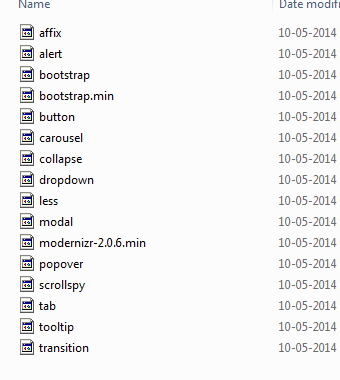 Name Date modifi
affix 10-05-2014
alert 10-05-2014
bootstrap 10-05-2014
bootstrap.min 10-05-2014
button 10-05-2014
carousel 10-05-2014
collapse 10-05-2014
dropdown 10-05-2014
less 10-05-2014
modal 10-05-2014
modernizr-2.0.6.min 10-05-2014
popover 10-05-2014
scrollspy 10-05-2014
tab 10-05-2014
tooltip 10-05-2014
transition 10-05-2014